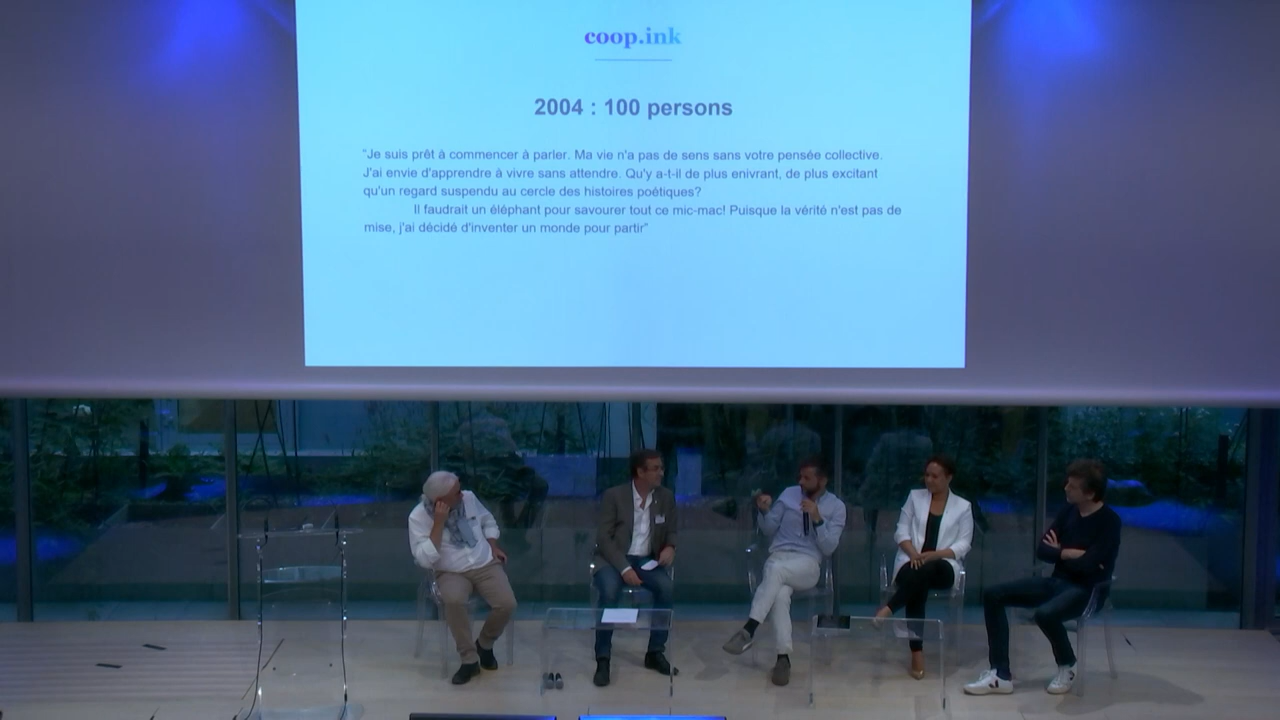 coop.ink
2004 : 100 persons
"Je suis prêt à commencer à parler. Ma vie n'a pas de sens sans votre pensée collective.
J'ai envie d'apprendre à vivre sans attendre. Qu'y a-t-il de plus enivrant, de plus excitant
qu'un regard suspendu au cercle des histoires poétiques?
Il faudrait un éléphant pour savourer tout ce mic-mac! Puisque la vérité n'est pas de
mise, j'ai décidé d'inventer un monde pour partir"